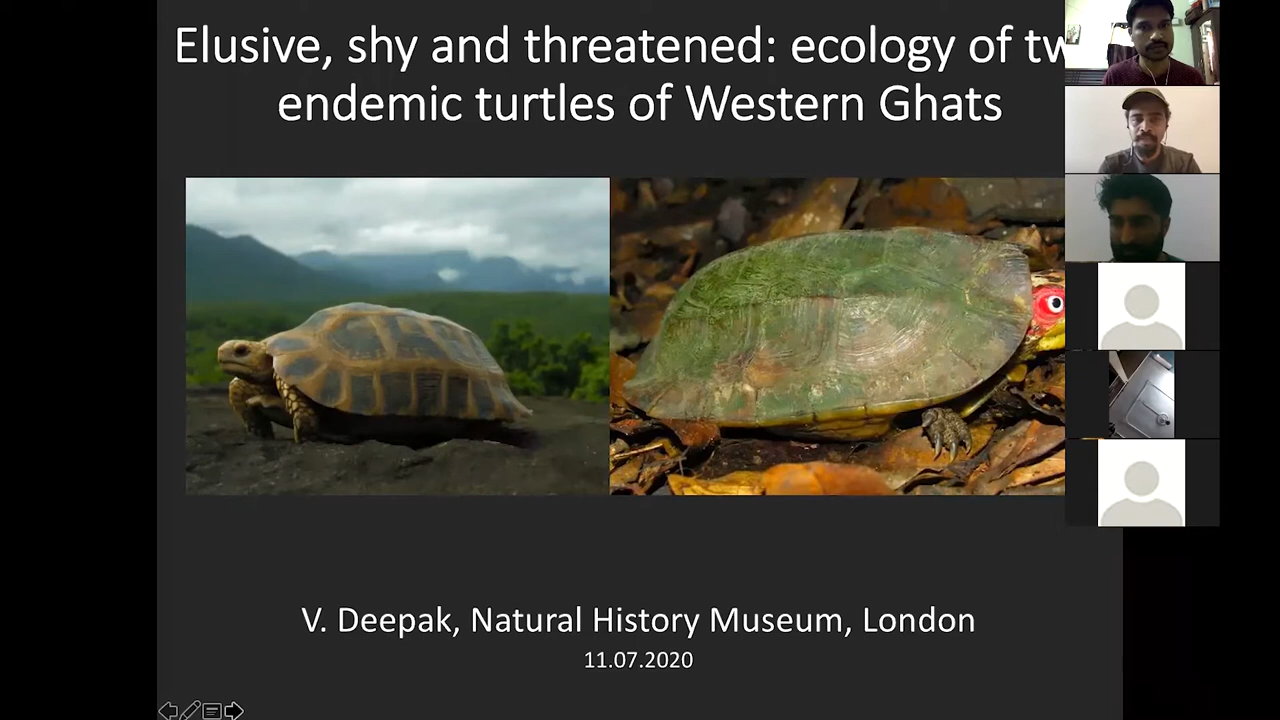 Elusive, shy and threatened: ecology of tw
endemic turtles of Western Ghats
V. Deepak, Natural History Museum, London
11.07.2020